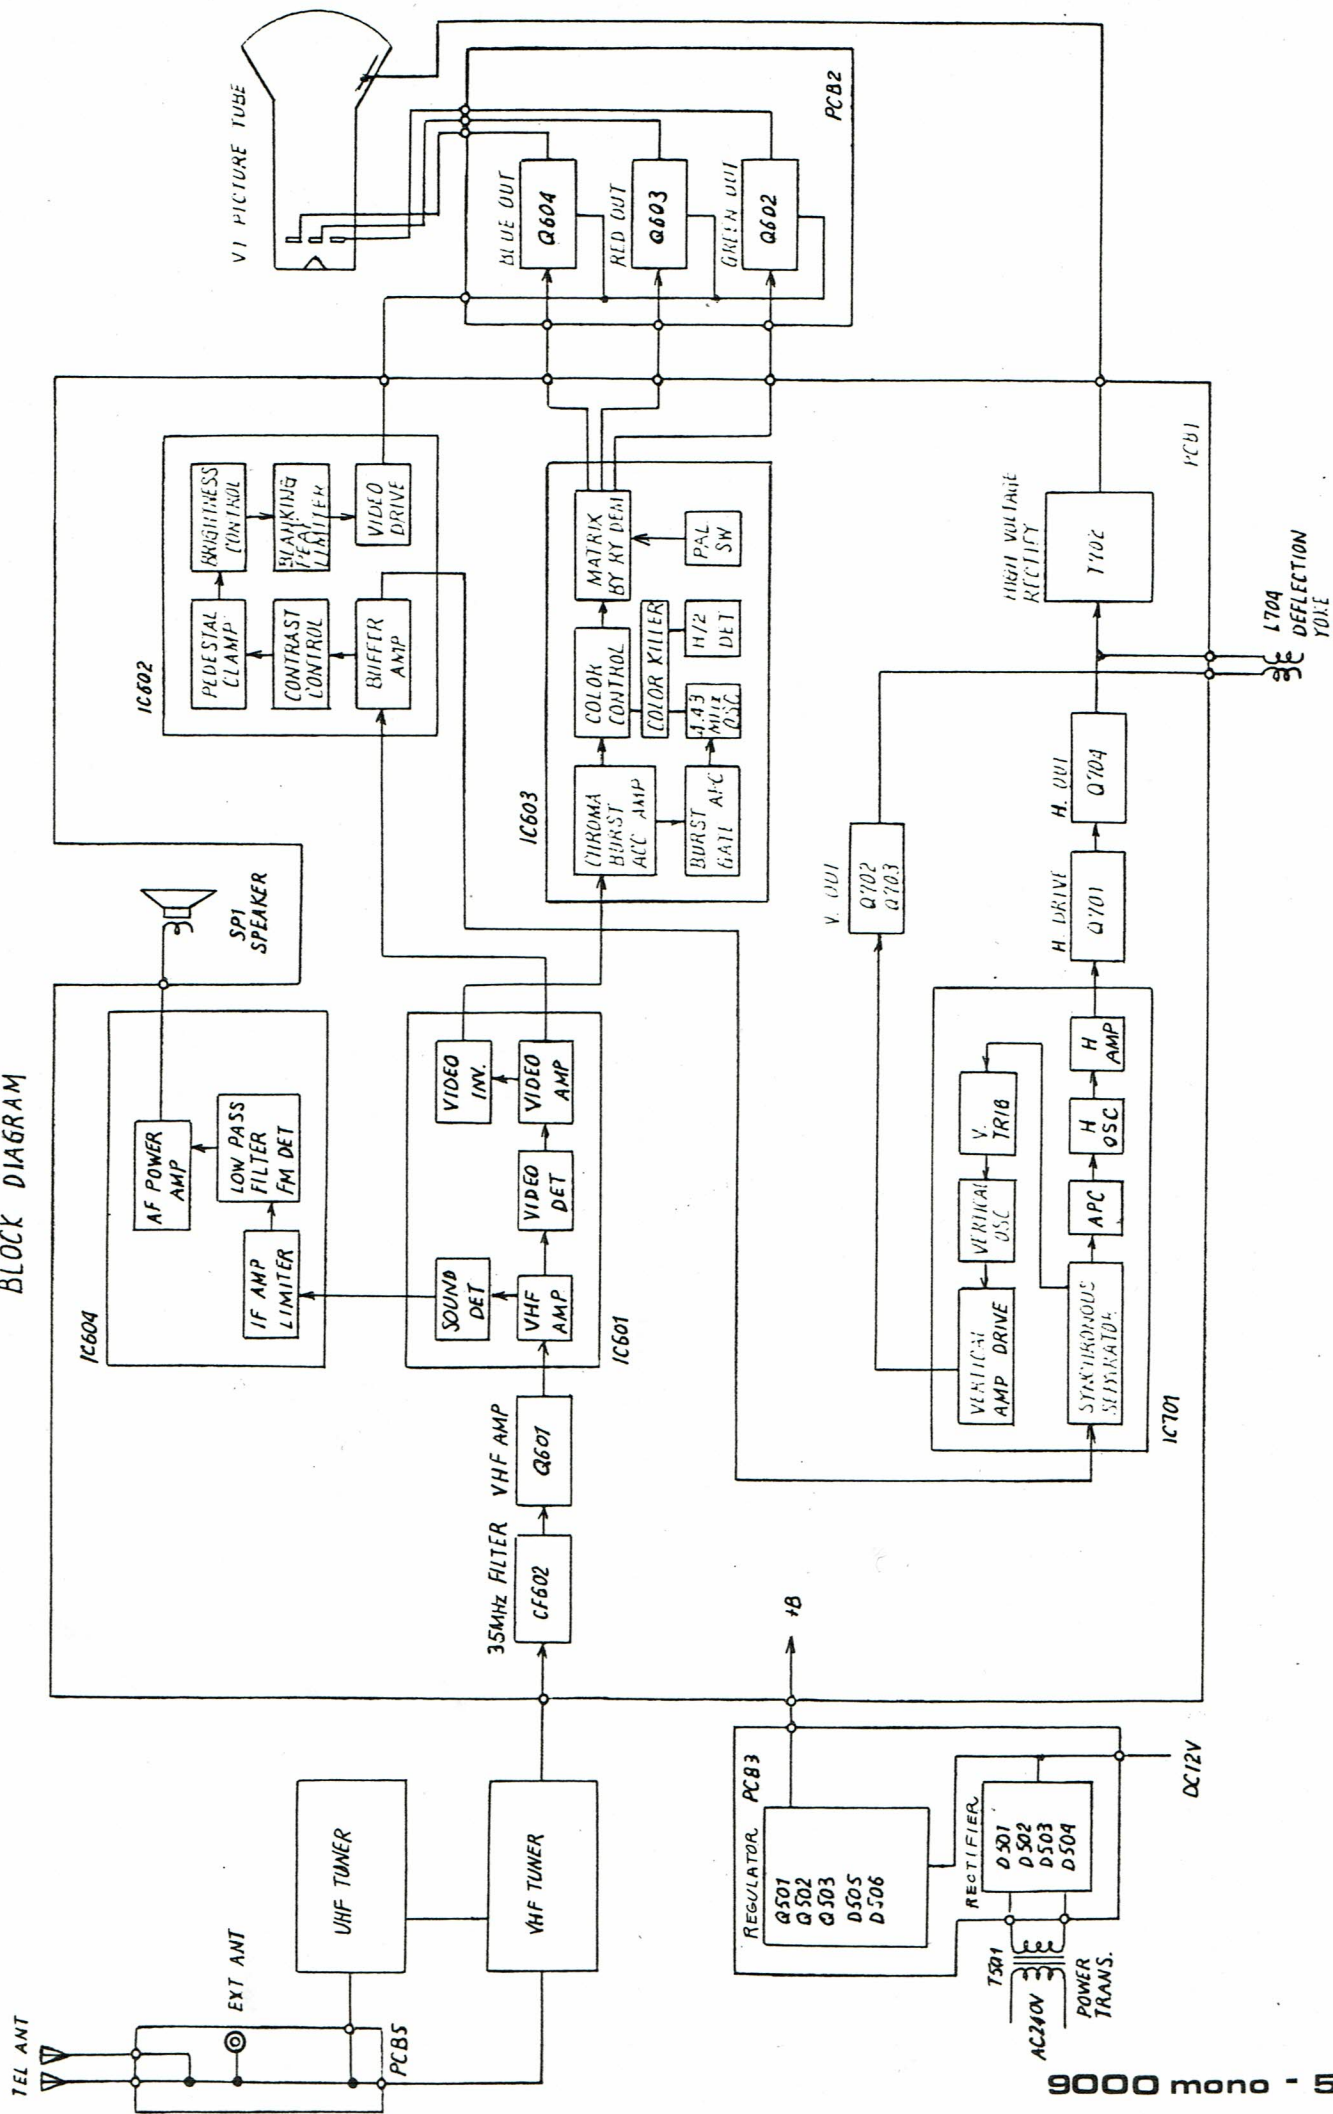 BLOCK DIAGRAM
TEL ANT
EXT ANT
PCB5
UHF TUNER
VHF TUNER
35MHz FILTER
CF602
VHF AMP
Q601
IC604
IF AMP
LIMITER
LOW PASS
FILTER
FM DET
AF POWER
AMP
SP1
SPEAKER
IC601
SOUND
DET
VHF
AMP
VIDEO
DET
VIDEO
AMP
VIDEO
INV.
IC602
PEDESTAL
CLAMP
BRIGHTNESS
CONTROL
CONTRAST
CONTROL
BLANKING
PEAK
LIMITER
BUFFER
AMP
VIDEO
DRIVE
IC603
CHROMA
BURST
ACC AMP
COLOR
CONTROL
MATRIX
BY RY DEM
COLOR KILLER
BURST
GATE APC
4.43
MHz
OSC
H/2
DET
PAL
SW
V1 PICTURE TUBE
BLUE OUT
Q604
RED OUT
Q603
GREEN OUT
Q602
PCB2
V. OUT
Q702
Q703
IC701
VERTICAL
AMP DRIVE
VERTICAL
OSC
V.
TRIB
SYNCHRONOUS
SEPARATOR
APC
H
OSC
H
AMP
H. DRIVE
Q701
H. OUT
Q704
HIGH VOLTAGE
RECTIFY
T702
PCB1
L704
DEFLECTION
YOKE
REGULATOR
PCB3
Q501
Q502
Q503
D505
D506
+B
RECTIFIER
D501
D502
D503
D504
DC12V
T501
AC240V
POWER
TRANS.
9000 mono - 5